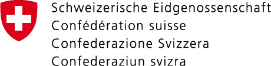 Schweizerische Eidgenossenschaft
Confédération suisse
Confederazione Svizzera
Confederaziun svizra